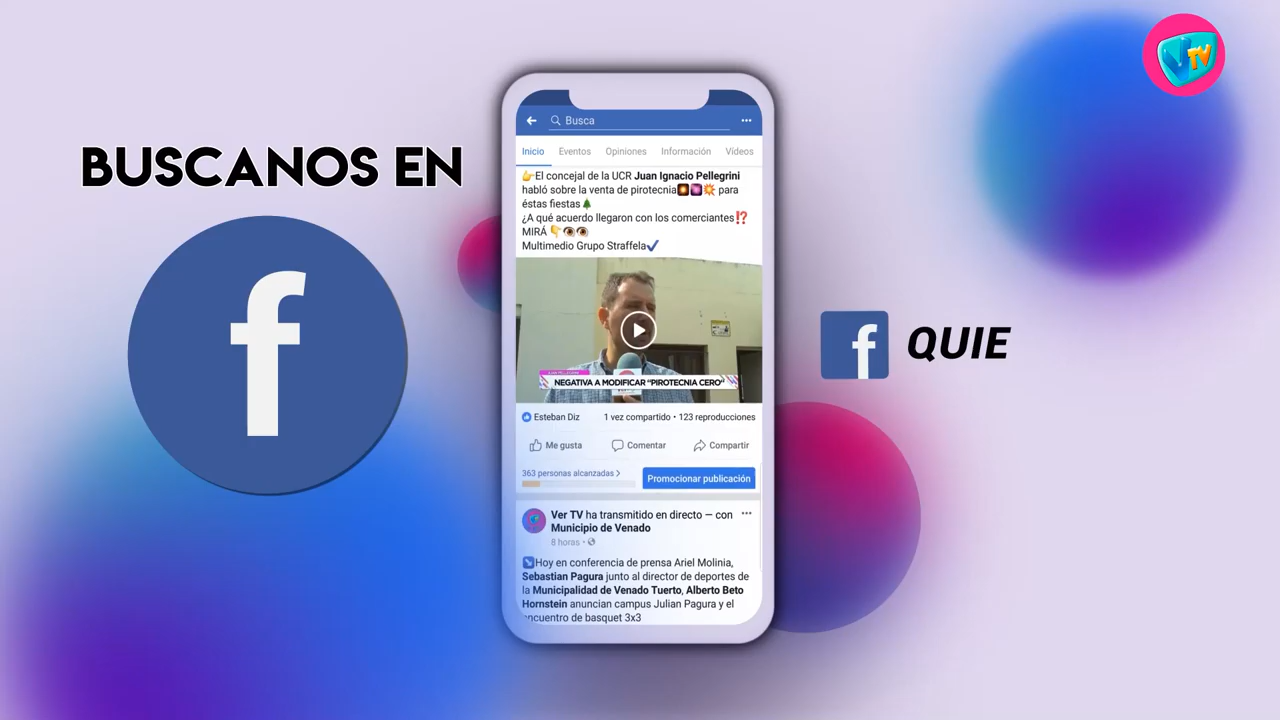 VTV
BUSCANOS EN
f
Busca
Inicio Eventos Opiniones Información Vídeos
👉El concejal de la UCR Juan Ignacio Pellegrini
habló sobre la venta de pirotecnia🎇🎆💥 para
éstas fiestas🌲
¿A qué acuerdo llegaron con los comerciantes⁉️
MIRÁ 👇👁👁
Multimedio Grupo Straffela✔
JUAN PELLEGRINI
NEGATIVA A MODIFICAR "PIROTECNIA CERO"
Esteban Diz 1 vez compartido • 123 reproducciones
Me gusta Comentar Compartir
363 personas alcanzadas >
Promocionar publicación
Ver TV ha transmitido en directo — con
Municipio de Venado
8 horas •
Hoy en conferencia de prensa Ariel Molinia,
Sebastian Pagura junto al director de deportes de
la Municipalidad de Venado Tuerto, Alberto Beto
Hornstein anuncian campus Julian Pagura y el
encuentro de basquet 3x3
f QUIE